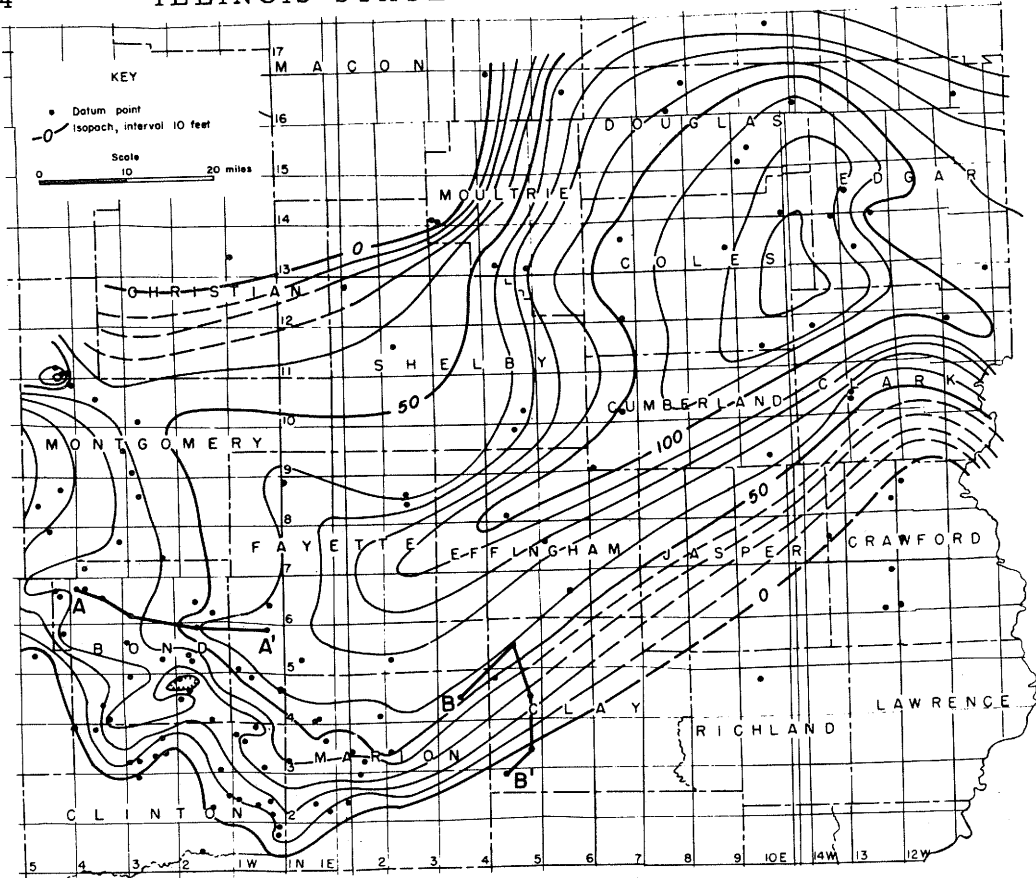 4 ILLINOIS STATE
KEY
Datum point
0 Isopach, interval 10 feet
Scale
0 10 20 miles
17
MACON
16
DOUGLAS
15
EDGAR
MOULTRIE
14
0
13
COLES
CHRISTIAN
12
SHELBY
11
CLARK
50
CUMBERLAND
10
100
MONTGOMERY
9
50
8
FAYETTE
EFFINGHAM
JASPER
CRAWFORD
7
0
A
6
BOND
A'
5
B
CLAY
LAWRENCE
4
RICHLAND
MARION
3
B'
CLINTON
2
5 4 3 2 1W 1N 1E 2 3 4 5 6 7 8 9 10E 14W 13 12W